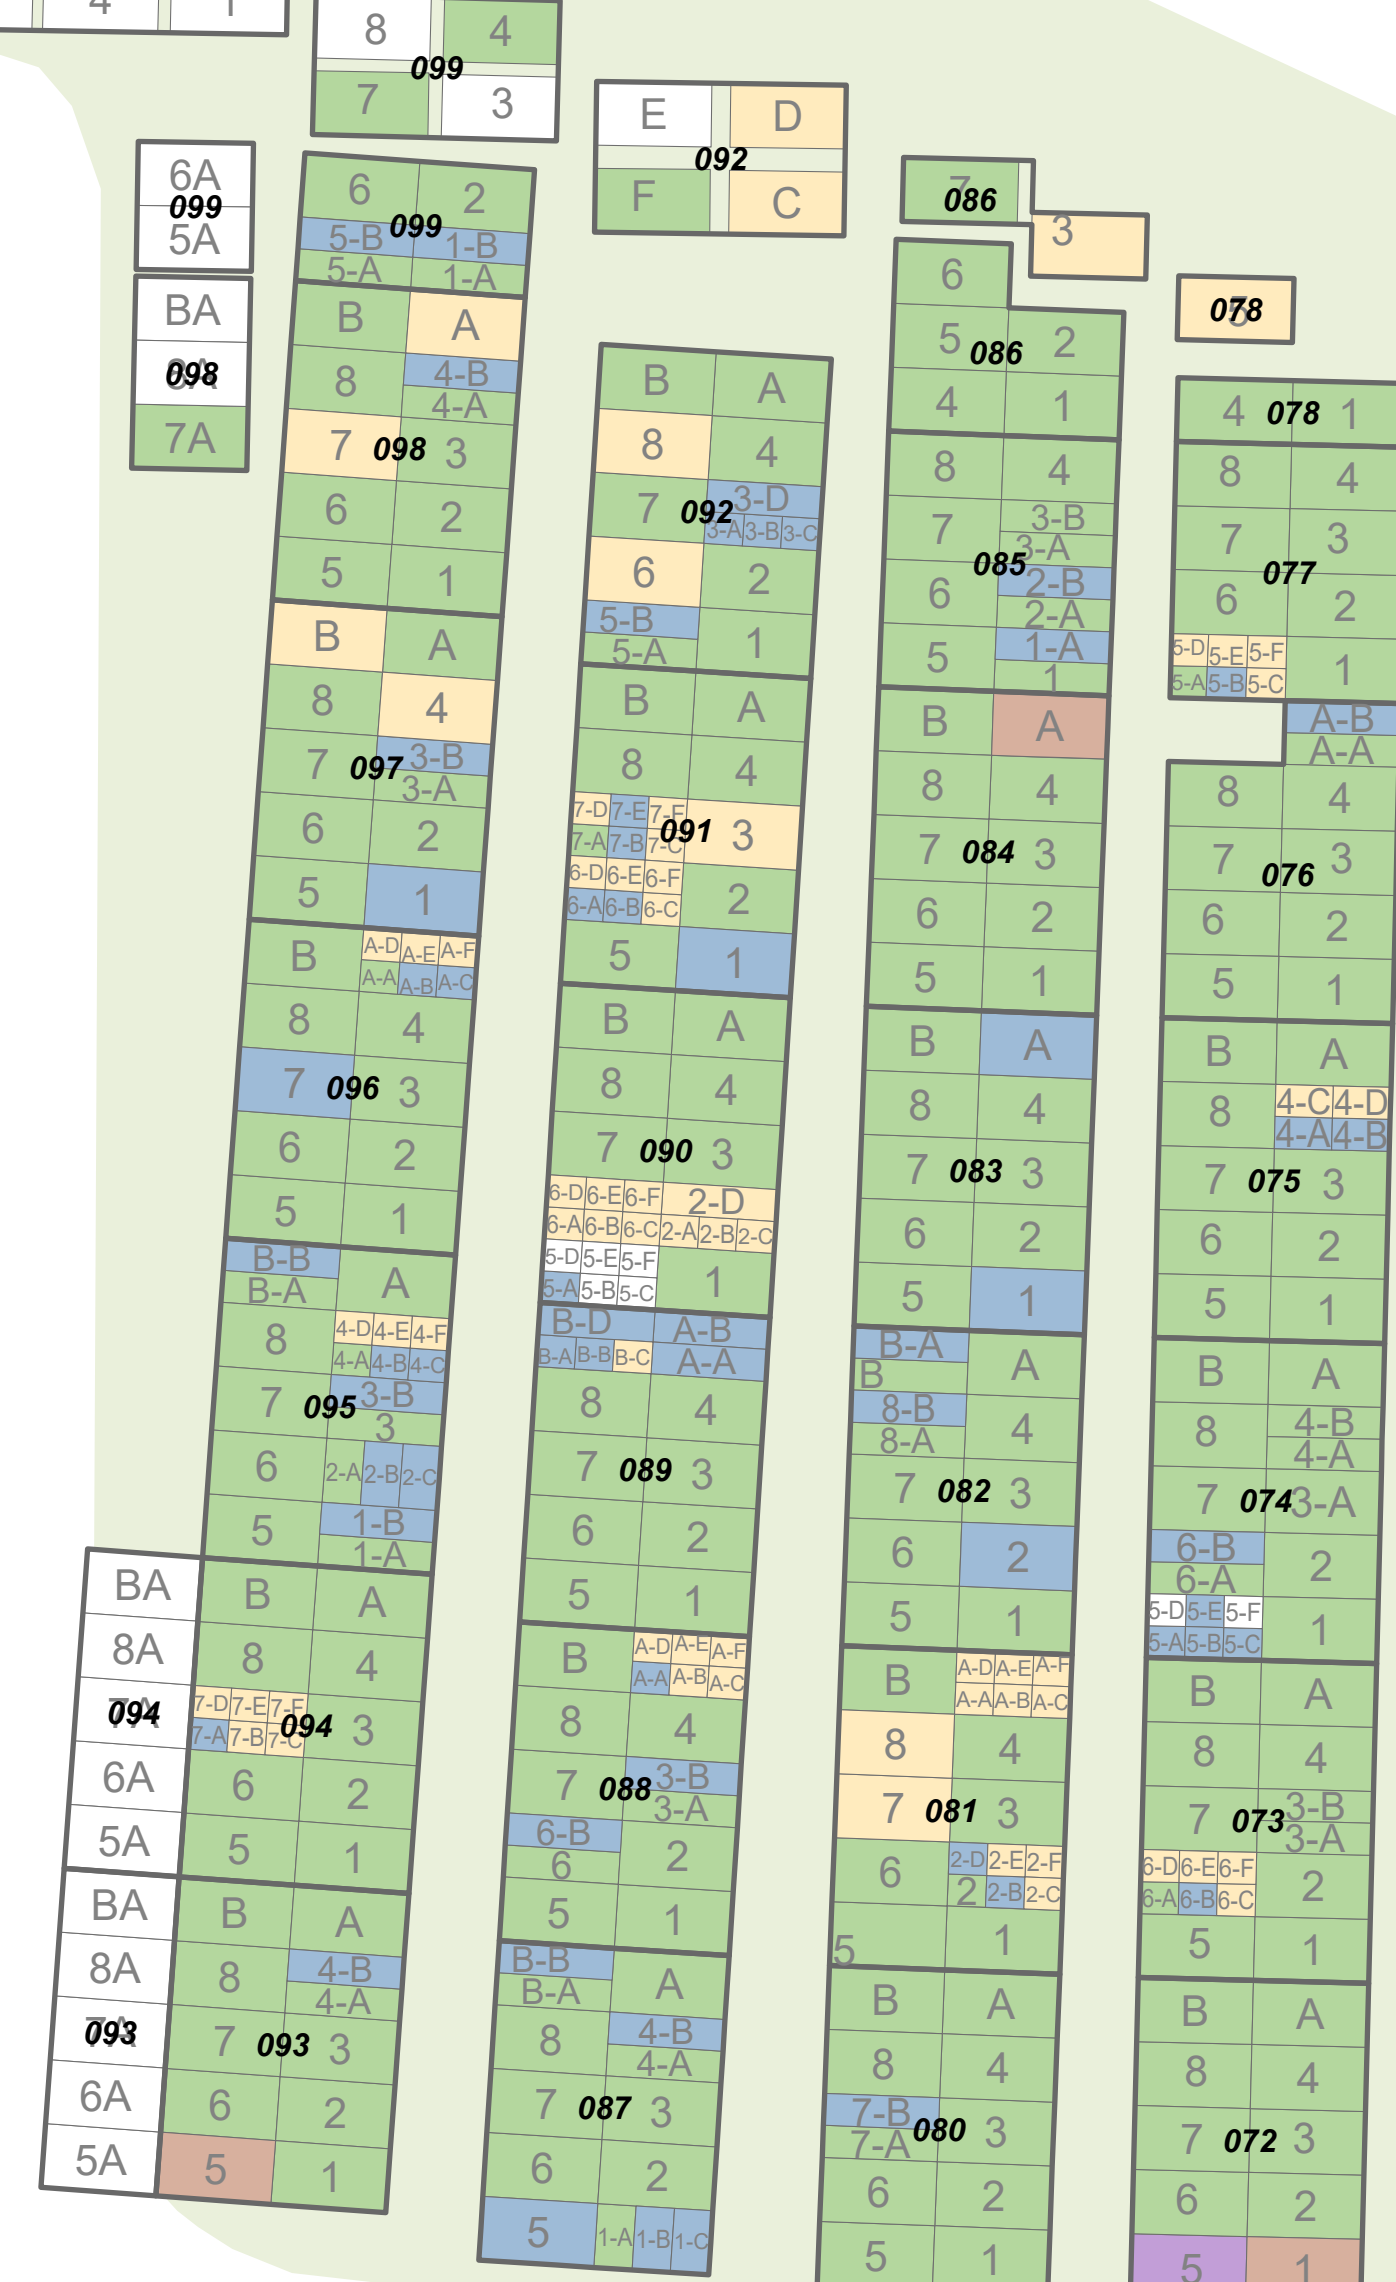 4 1
8 4
099
7 3
6A
099
5A
BA
098
7A
6 2
099
5-B 1-B
5-A 1-A
B A
8 4-B
4-A
7 098 3
6 2
5 1
B A
8 4
7 097 3-B
3-A
6 2
5 1
B A-D A-E A-F
A-A A-B A-C
8 4
7 096 3
6 2
5 1
B-B A
B-A
8 4-D 4-E 4-F
4-A 4-B 4-C
7 095 3-B
3
6 2-A 2-B 2-C
5 1-B
1-A
BA B A
8A 8 4
094 7-D 7-E 7-F 094 3
7-A 7-B 7-C
6A 6 2
5A 5 1
BA B A
8A 8 4-B
4-A
093 7 093 3
6A 6 2
5A 5 1
E D
092
F C
B A
8 4
7 092 3-D
3-A 3-B 3-C
6 2
5-B 1
5-A
B A
8 4
7-D 7-E 7-F 091 3
7-A 7-B 7-C
6-D 6-E 6-F 2
6-A 6-B 6-C
5 1
B A
8 4
7 090 3
6-D 6-E 6-F 2-D
6-A 6-B 6-C 2-A 2-B 2-C
5-D 5-E 5-F 1
5-A 5-B 5-C
B-D A-B
B-A B-B B-C A-A
8 4
7 089 3
6 2
5 1
B A-D A-E A-F
A-A A-B A-C
8 4
7 088 3-B
3-A
6-B 2
6
5 1
B-B A
B-A
8 4-B
4-A
7 087 3
6 2
5 1-A 1-B 1-C
7
086
3
6
5 086 2
4 1
8 4
7 3-B
3-A
085
6 2-B
2-A
5 1-A
1
B A
8 4
7 084 3
6 2
5 1
B A
8 4
7 083 3
6 2
5 1
B-A A
B
8-B 4
8-A
7 082 3
6 2
5 1
B A-D A-E A-F
A-A A-B A-C
8 4
7 081 3
6 2-D 2-E 2-F
2 2-B 2-C
5 1
B A
8 4
7-B 080 3
7-A
6 2
5 1
078
4 078 1
8 4
7 3
077
6 2
5-D 5-E 5-F 1
5-A 5-B 5-C
A-B
A-A
8 4
7 076 3
6 2
5 1
B A
8 4-C 4-D
4-A 4-B
7 075 3
6 2
5 1
B A
8 4-B
4-A
7 074 3-A
6-B 2
6-A
5-D 5-E 5-F 1
5-A 5-B 5-C
B A
8 4
7 073 3-B
3-A
6-D 6-E 6-F 2
6-A 6-B 6-C
5 1
B A
8 4
7 072 3
6 2
5 1